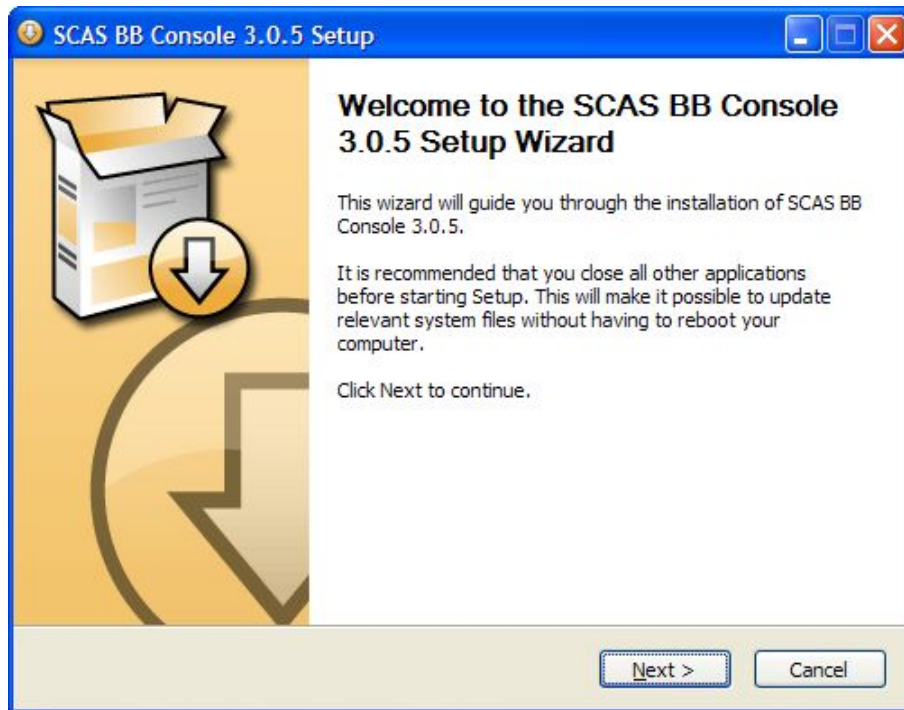 SCAS BB Console 3.0.5 Setup
Welcome to the SCAS BB Console
3.0.5 Setup Wizard
This wizard will guide you through the installation of SCAS BB
Console 3.0.5.
It is recommended that you close all other applications
before starting Setup. This will make it possible to update
relevant system files without having to reboot your
computer.
Click Next to continue.
Next >
Cancel